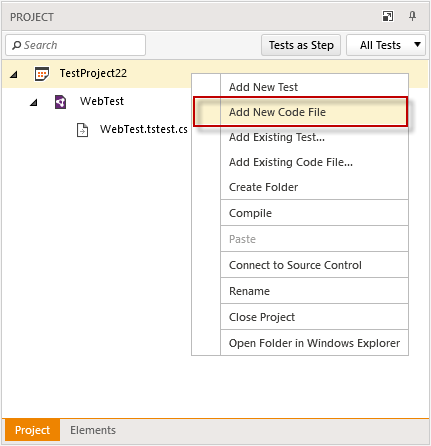 PROJECT
Search
Tests as Step
All Tests
TestProject22
WebTest
WebTest.tstest.cs
Add New Test
Add New Code File
Add Existing Test...
Add Existing Code File...
Create Folder
Compile
Paste
Connect to Source Control
Rename
Close Project
Open Folder in Windows Explorer
Project
Elements